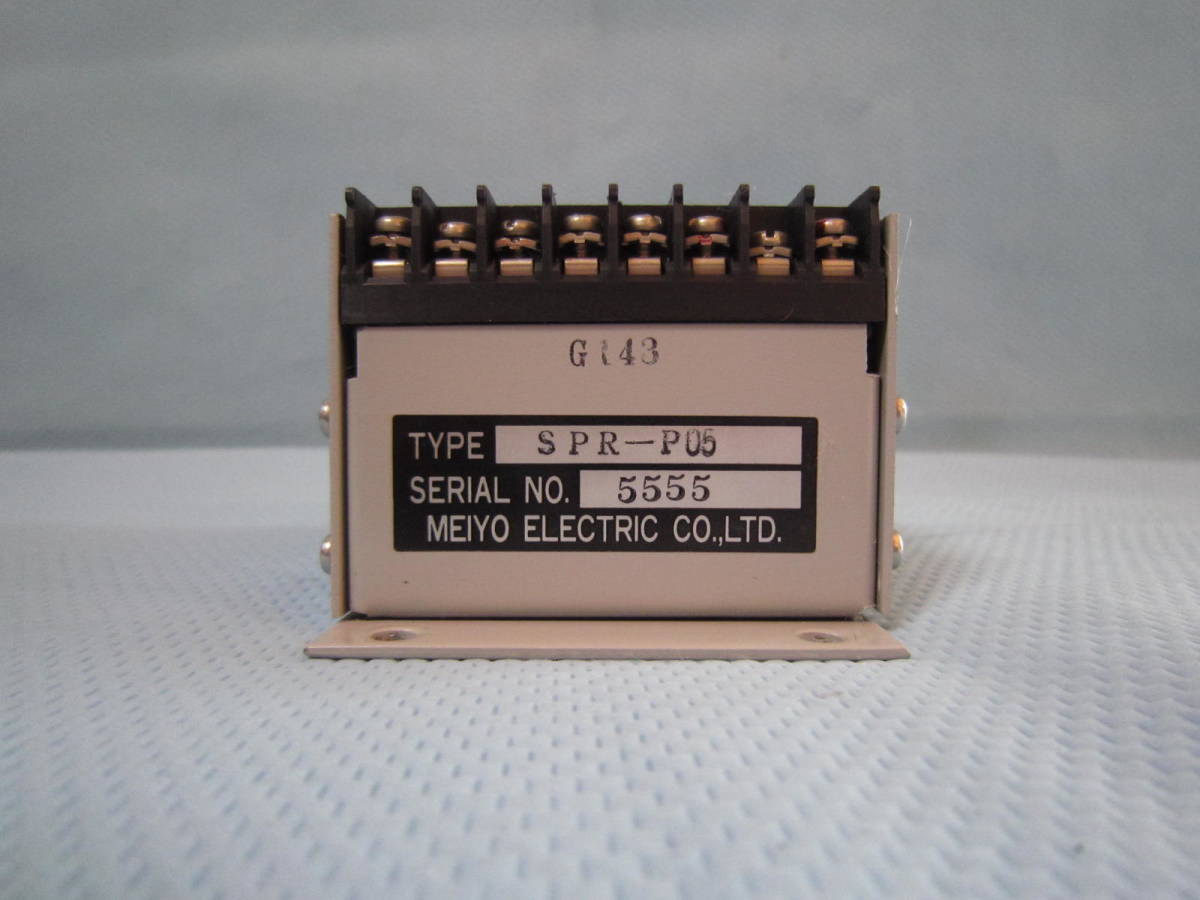 G143
TYPE SPR-P05
SERIAL NO. 5555
MEIYO ELECTRIC CO.,LTD.